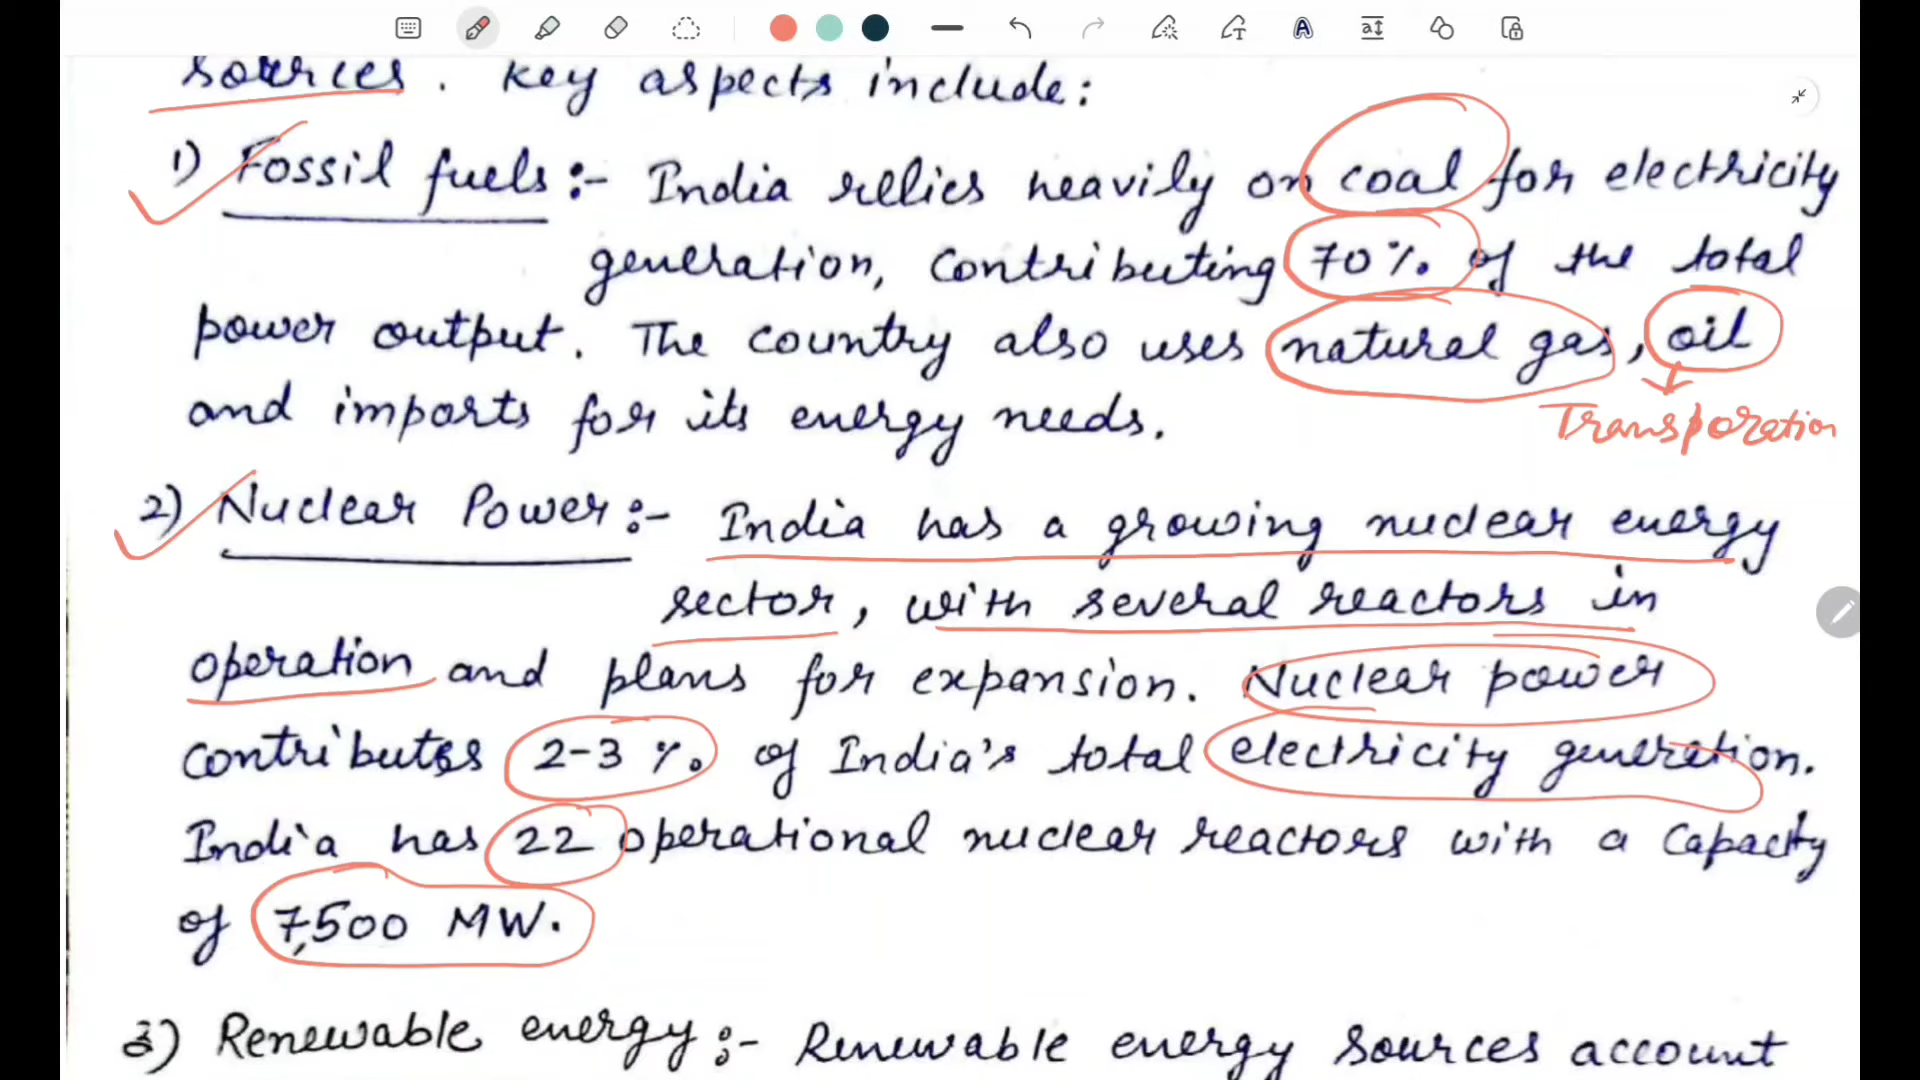 sources. Key aspects include:
1) Fossil fuels :- India relies heavily on coal for electricity
generation, contributing 70% of the total
power output. The country also uses natural gas, oil
and imports for its energy needs.
Transporation
2) Nuclear Power :- India has a growing nuclear energy
sector, with several reactors in
operation and plans for expansion. Nuclear power
contributes 2-3 % of India's total electricity generation.
India has 22 operational nuclear reactors with a capacity
of 7,500 MW.
3) Renewable energy :- Renewable energy sources account